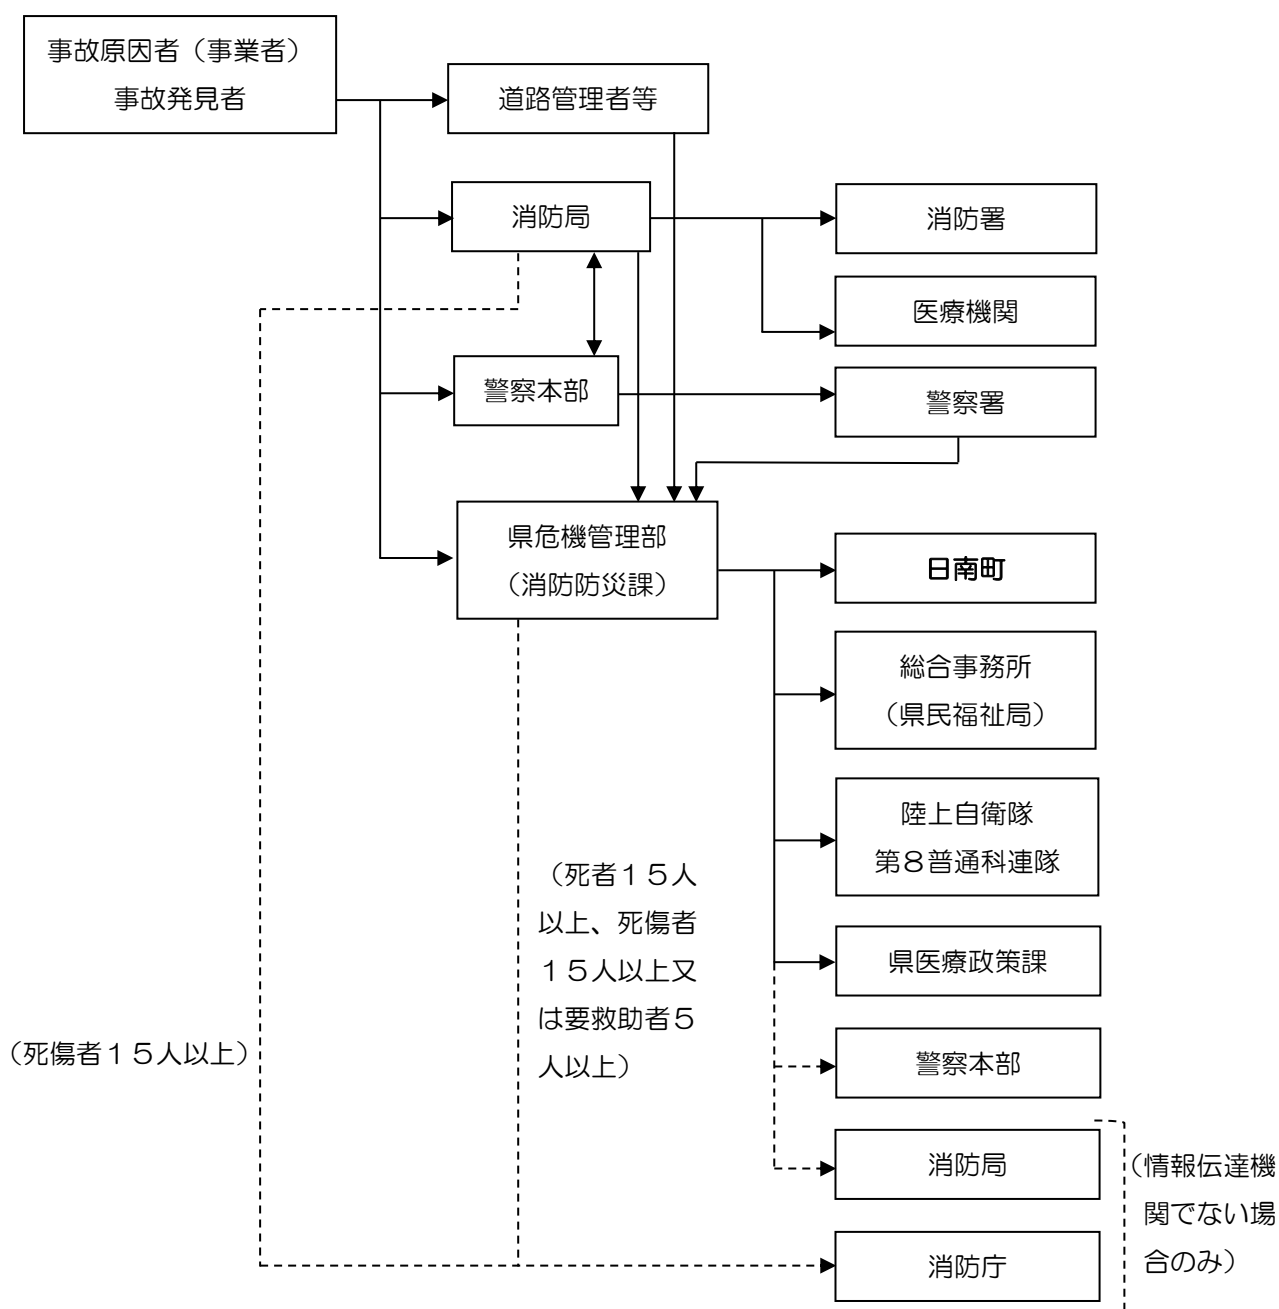 事故原因者（事業者）
事故発見者
道路管理者等
消防局
消防署
医療機関
警察本部
警察署
県危機管理部
（消防防災課）
日南町
総合事務所
（県民福祉局）
陸上自衛隊
第８普通科連隊
（死者１５人
以上、死傷者
１５人以上又
は要救助者５
人以上）
県医療政策課
（死傷者１５人以上）
警察本部
消防局
（情報伝達機
関でない場
合のみ）
消防庁